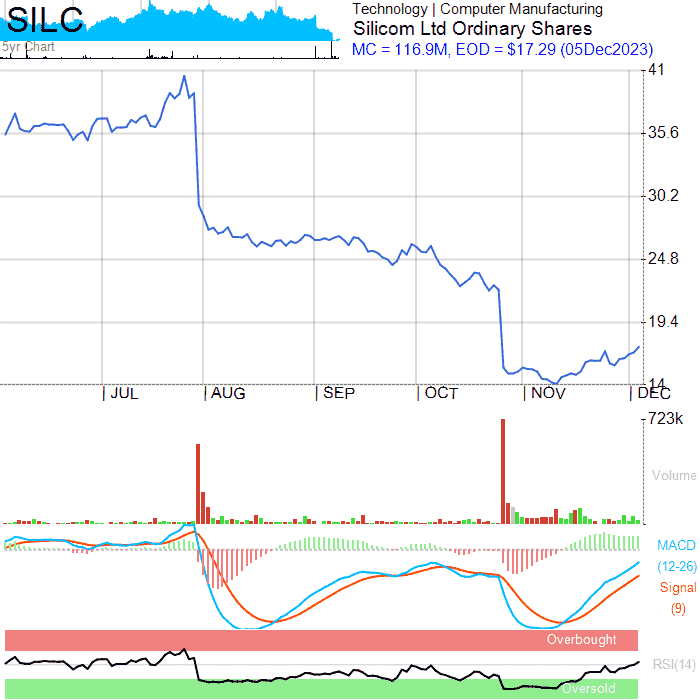 SILC
5yr Chart
Technology | Computer Manufacturing
Silicom Ltd Ordinary Shares
MC = 116.9M, EOD = $17.29 (05Dec2023)
41
35.6
30.2
24.8
19.4
14
JUL AUG SEP OCT NOV DEC
723k
Volume
MACD
(12-26)
Signal
(9)
Overbought
RSI(14)
Oversold